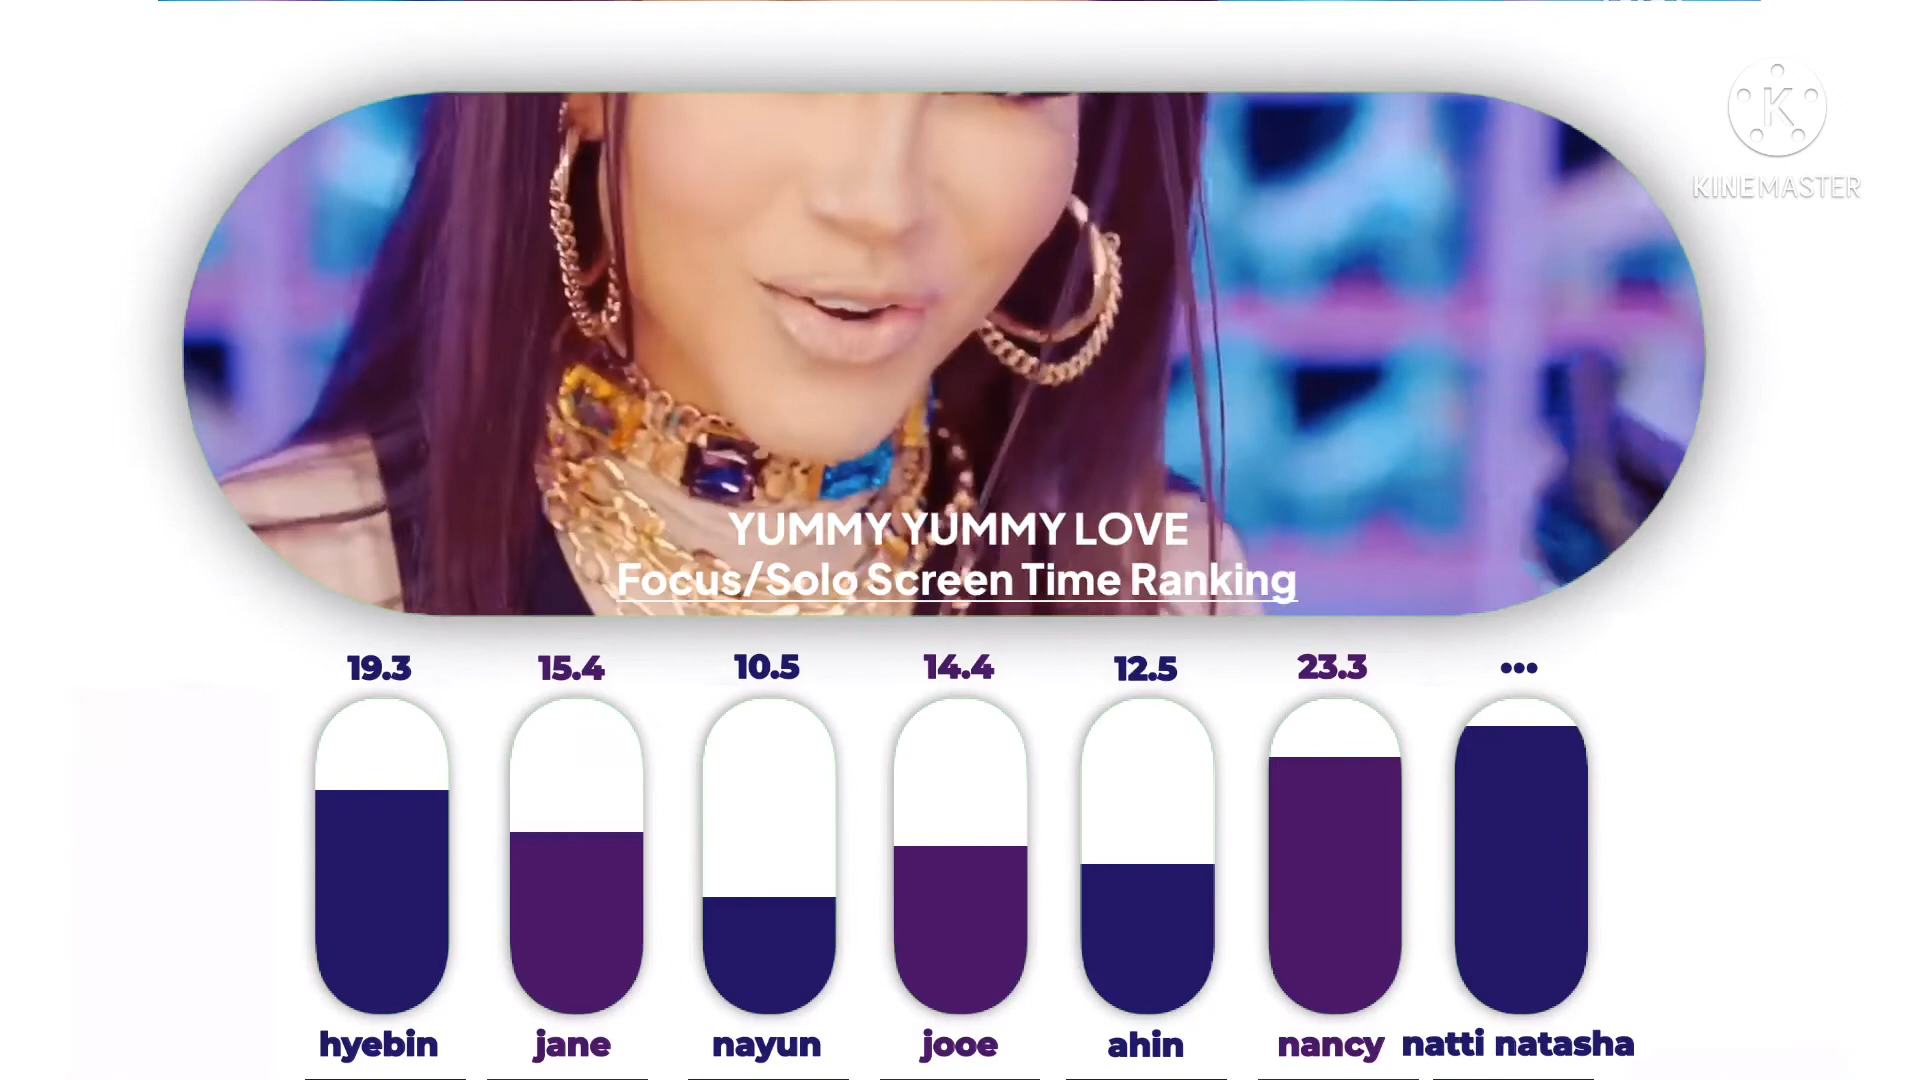 K
KINEMASTER
YUMMY YUMMY LOVE
Focus/Solo Screen Time Ranking
19.3 15.4 10.5 14.4 12.5 23.3 •••
hyebin jane nayun jooe ahin nancy natti natasha